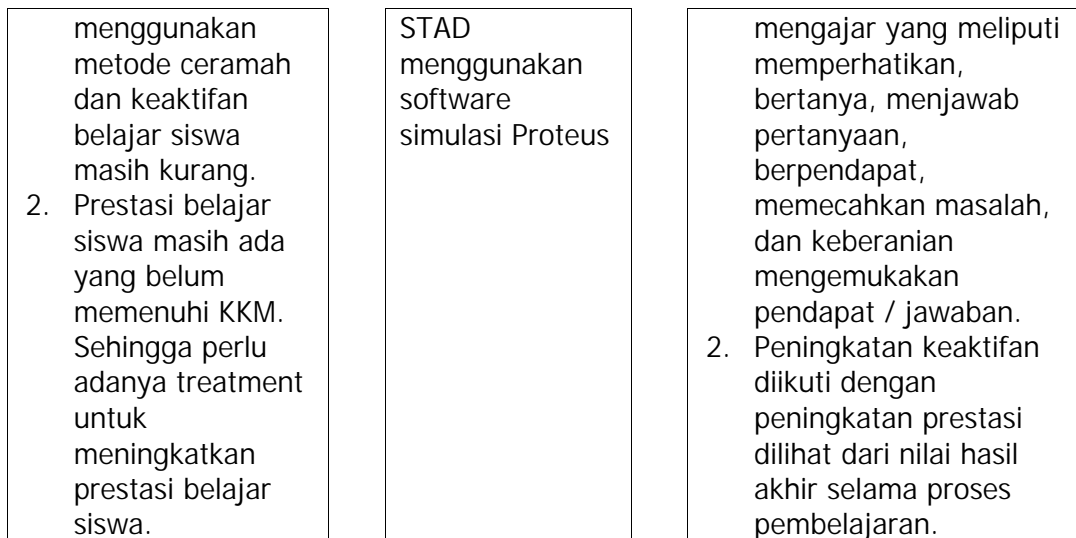 menggunakan
metode ceramah
dan keaktifan
belajar siswa
masih kurang.
2. Prestasi belajar
siswa masih ada
yang belum
memenuhi KKM.
Sehingga perlu
adanya treatment
untuk
meningkatkan
prestasi belajar
siswa.
STAD
menggunakan
software
simulasi Proteus
mengajar yang meliputi
memperhatikan,
bertanya, menjawab
pertanyaan,
berpendapat,
memecahkan masalah,
dan keberanian
mengemukakan
pendapat / jawaban.
2. Peningkatan keaktifan
diikuti dengan
peningkatan prestasi
dilihat dari nilai hasil
akhir selama proses
pembelajaran.